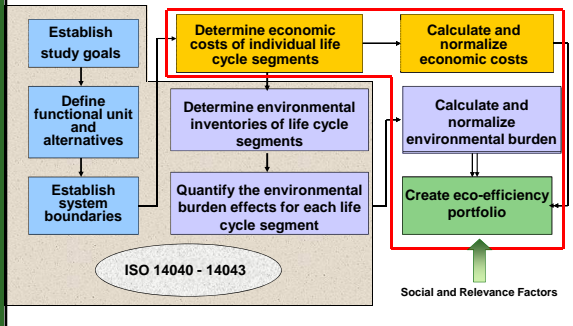 Establish
study goals
Define
functional unit
and
alternatives
Establish
system
boundaries
Determine economic
costs of individual life
cycle segments
Determine environmental
inventories of life cycle
segments
Quantify the environmental
burden effects for each life
cycle segment
Calculate and
normalize
economic costs
Calculate and
normalize
environmental burden
Create eco-efficiency
portfolio
ISO 14040 - 14043
Social and Relevance Factors